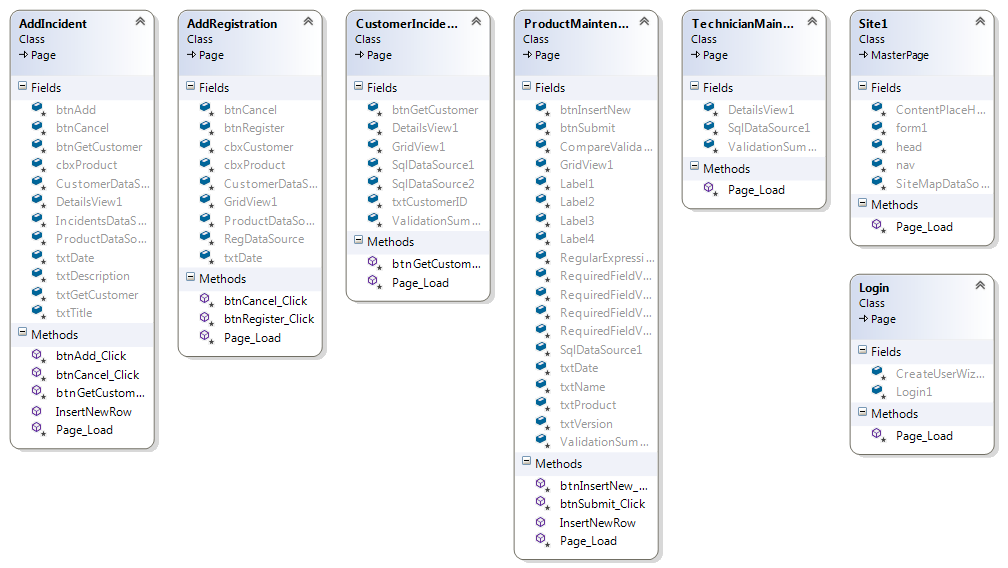 AddIncident
Class
Page
Fields
btnAdd
btnCancel
btnGetCustomer
cbxProduct
CustomerDataS...
DetailsView1
IncidentsDataS...
ProductDataSo...
txtDate
txtDescription
txtGetCustomer
txtTitle
Methods
btnAdd_Click
btnCancel_Click
btnGetCustom...
InsertNewRow
Page_Load
AddRegistration
Class
Page
Fields
btnCancel
btnRegister
cbxCustomer
cbxProduct
CustomerDataS...
GridView1
ProductDataSo...
RegDataSource
txtDate
Methods
btnCancel_Click
btnRegister_Click
Page_Load
CustomerIncide...
Class
Page
Fields
btnGetCustomer
DetailsView1
GridView1
SqlDataSource1
SqlDataSource2
txtCustomerID
ValidationSum...
Methods
btnGetCustom...
Page_Load
ProductMainten...
Class
Page
Fields
btnInsertNew
btnSubmit
CompareValida...
GridView1
Label1
Label2
Label3
Label4
RegularExpressi...
RequiredFieldV...
RequiredFieldV...
RequiredFieldV...
RequiredFieldV...
SqlDataSource1
txtDate
txtName
txtProduct
txtVersion
ValidationSum...
Methods
btnInsertNew_...
btnSubmit_Click
InsertNewRow
Page_Load
TechnicianMain...
Class
Page
Fields
DetailsView1
SqlDataSource1
ValidationSum...
Methods
Page_Load
Site1
Class
MasterPage
Fields
ContentPlaceH...
form1
head
nav
SiteMapDataSo...
Methods
Page_Load
Login
Class
Page
Fields
CreateUserWiz...
Login1
Methods
Page_Load